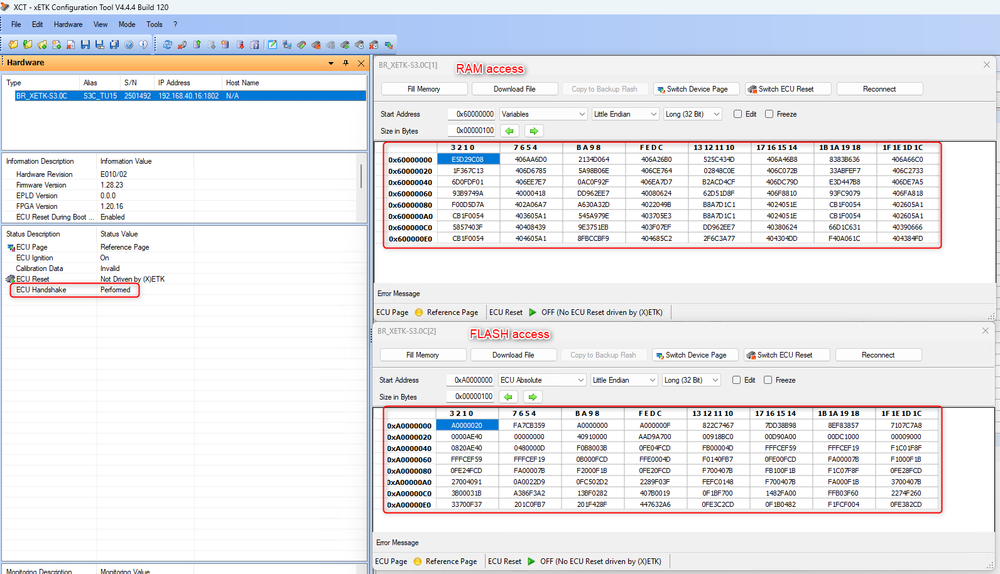 XCT - xETK Configuration Tool V4.4.4 Build 120
File Edit Hardware View Mode Tools ?
Hardware
Type Alias S/N IP Address Host Name
BR_XETK-S3.0C S3C_TU15 2501492 192.168.40.16:1802 N/A
Information Description Information Value
Hardware Revision E010/02
Firmware Version 1.28.23
EPLD Version 0.0.0
FPGA Version 1.20.16
ECU Reset During Boot ... Enabled
Status Description Status Value
ECU Page Reference Page
ECU Ignition On
Calibration Data Invalid
ECU Reset Not Driven by (X)ETK
ECU Handshake Performed
Monitoring Description Monitoring Value
BR_XETK-S3.0C[1] RAM access
Fill Memory Download File Copy to Backup Flash Switch Device Page Switch ECU Reset Reconnect
Start Address 0x60000000 Variables Little Endian Long (32 Bit) Edit Freeze
Size in Bytes 0x00000100
3 2 1 0 7 6 5 4 B A 9 8 F E D C 13 12 11 10 17 16 15 14 1B 1A 19 18 1F 1E 1D 1C
0x60000000 E5D29C08 406AA6D0 2134D064 406A26B0 525C434D 406A46B8 8383B636 406A66C0
0x60000020 1F367C13 406D6785 5A98B06E 406CE764 02848C0E 406C072B 33ABFEF7 406C2733
0x60000040 6D0FDF01 406EE7E7 0AC0F92F 406EA7D7 B2ACD4CF 406DC79D E3D447B8 406DE7A5
0x60000060 93B9749A 40000418 DD962EE7 40080624 62D51D8F 406F8810 93FC9079 406FA818
0x60000080 F00D5D7A 402A06A7 A630A32D 4022049B B8A7D1C1 4024051E CB1F0054 402605A1
0x600000A0 CB1F0054 403605A1 545A979E 403705E3 B8A7D1C1 4024051E CB1F0054 402605A1
0x600000C0 5857403F 40408439 9E3751EB 403F07EF DD962EE7 40380624 66D1C631 40390666
0x600000E0 CB1F0054 404605A1 8FBCCBF9 404685C2 2F6C3A77 404304DD F40A061C 404384FD
Error Message
ECU Page Reference Page ECU Reset OFF (No ECU Reset driven by (X)ETK)
BR_XETK-S3.0C[2] FLASH access
Fill Memory Download File Copy to Backup Flash Switch Device Page Switch ECU Reset Reconnect
Start Address 0xA0000000 ECU Absolute Little Endian Long (32 Bit) Edit Freeze
Size in Bytes 0x00000100
3 2 1 0 7 6 5 4 B A 9 8 F E D C 13 12 11 10 17 16 15 14 1B 1A 19 18 1F 1E 1D 1C
0xA0000000 A0000020 FA7CB359 A0000000 A000000F 822C7467 7DD38B98 8EF83857 7107C7A8
0xA0000020 0000AE40 00000000 40910000 AAD9A700 00918BC0 00D90A00 00DC1000 00009000
0xA0000040 0820AE40 0480000D F0B8003B 0FE04FCD FB00004D FFFCEF59 FFFCEF19 F1C01F8F
0xA0000060 FFFCEF59 FFFCEF19 0B000FCD FFE0004D F0140FB7 0FE00FCD FA00007B F1000F1B
0xA0000080 0FE24FCD FA00007B F2000F1B 0FE20FCD F700407B FB100F1B F1C07F8F 0FE28FCD
0xA00000A0 27004091 0A0022D9 0FC502D2 2289F03F FEFC0148 F700407B FA000F1B 3700407B
0xA00000C0 3B00031B A386F3A2 13BF0282 407B0019 0F1BF700 1482FA00 FFB03F60 2274F260
0xA00000E0 33700F37 201C0FB7 201F428F 447632A6 0FE3C2CD 0F1B0482 F1FCF004 0FE382CD
Error Message
ECU Page Reference Page ECU Reset OFF (No ECU Reset driven by (X)ETK)